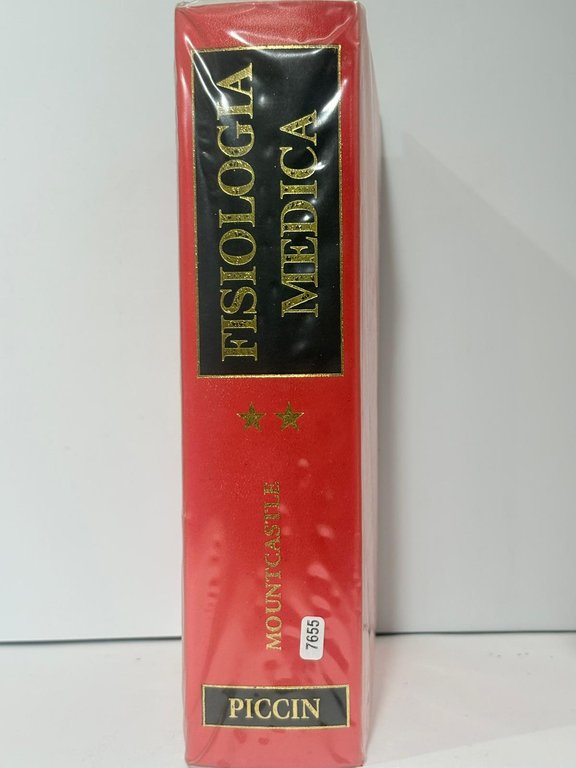 FISIOLOGIA
MEDICA
MOUNTCASTLE
7655
PICCIN